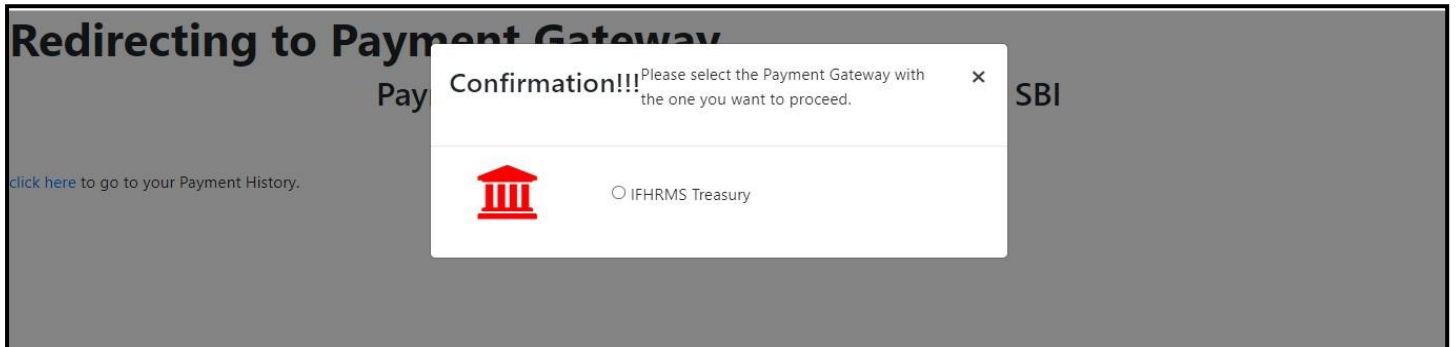 Redirecting to Payment Gateway
Confirmation!!!
Please select the Payment Gateway with
the one you want to proceed.
×
Pay
SBI
click here to go to your Payment History.
IFHRMS Treasury